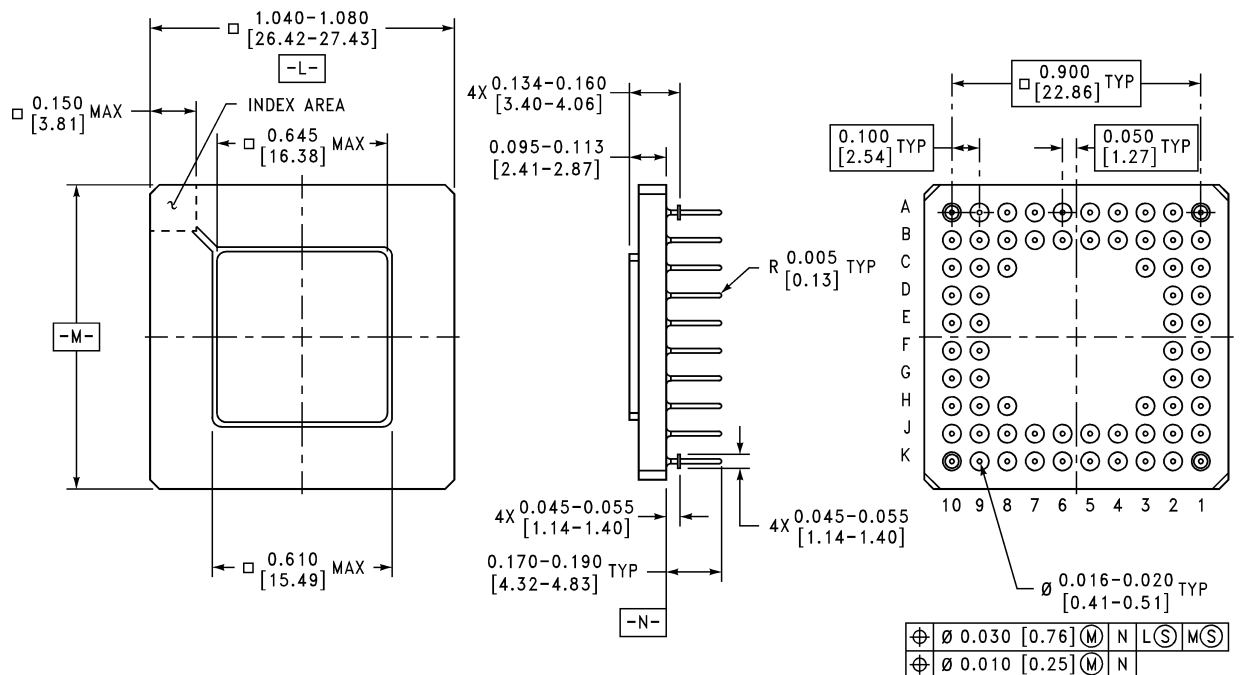 □ 1.040-1.080
[26.42-27.43]
-L-
□ 0.150 MAX
[3.81]
INDEX AREA
□ 0.645 MAX
[16.38]
-M-
□ 0.610 MAX
[15.49]
4X 0.134-0.160
[3.40-4.06]
0.095-0.113
[2.41-2.87]
R 0.005 TYP
[0.13]
4X 0.045-0.055
[1.14-1.40]
4X 0.045-0.055
[1.14-1.40]
0.170-0.190 TYP
[4.32-4.83]
-N-
□ 0.900 TYP
[22.86]
0.100 TYP
[2.54]
0.050 TYP
[1.27]
A
B
C
D
E
F
G
H
J
K
10 9 8 7 6 5 4 3 2 1
Ø 0.016-0.020 TYP
[0.41-0.51]
⌖ Ø 0.030 [0.76] Ⓜ N L Ⓢ M Ⓢ
⌖ Ø 0.010 [0.25] Ⓜ N